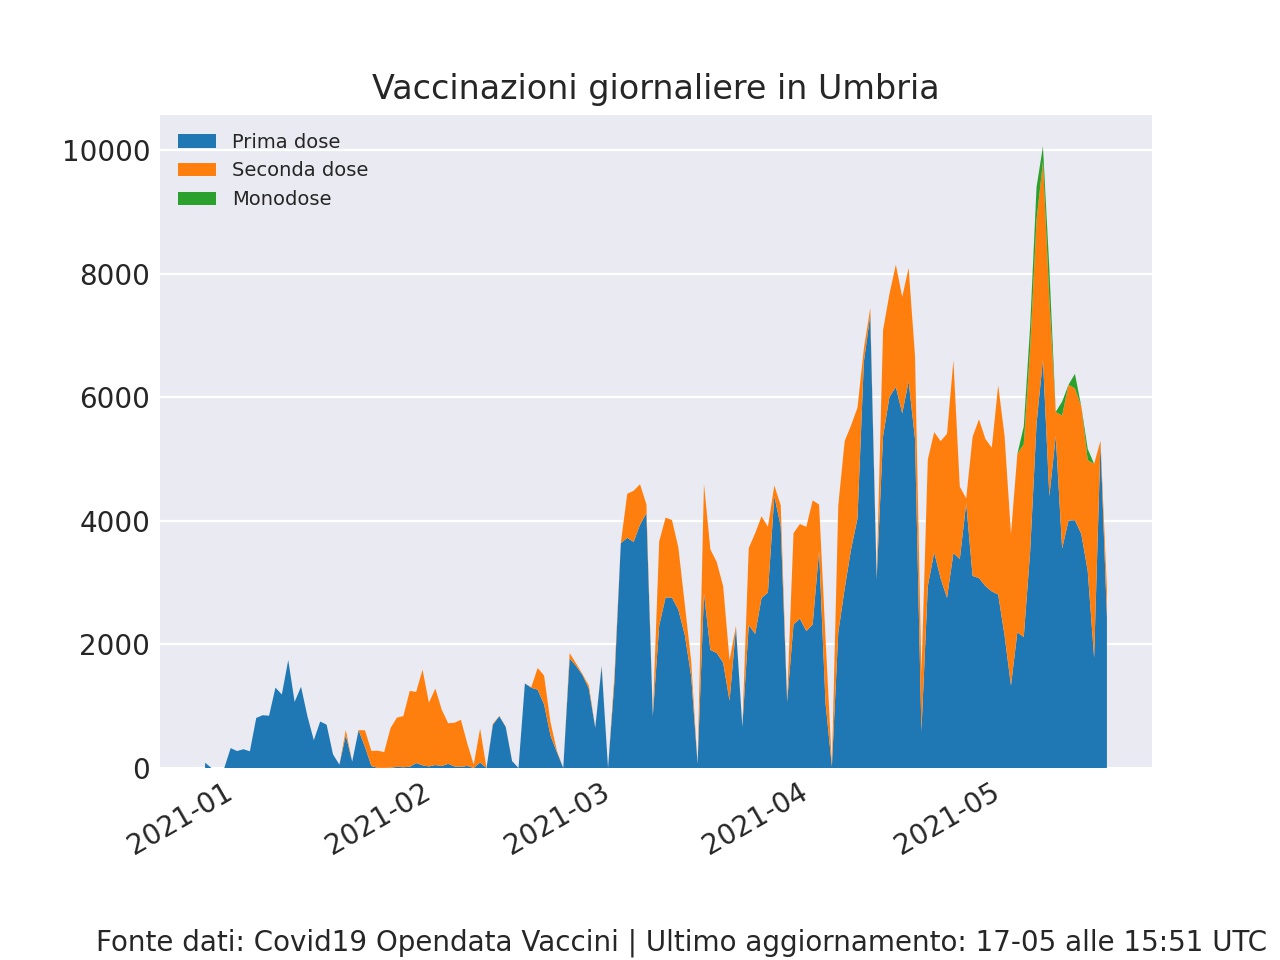 Vaccinazioni giornaliere in Umbria
Prima dose
Seconda dose
Monodose
10000
8000
6000
4000
2000
0
2021-01
2021-02
2021-03
2021-04
2021-05
Fonte dati: Covid19 Opendata Vaccini | Ultimo aggiornamento: 17-05 alle 15:51 UTC